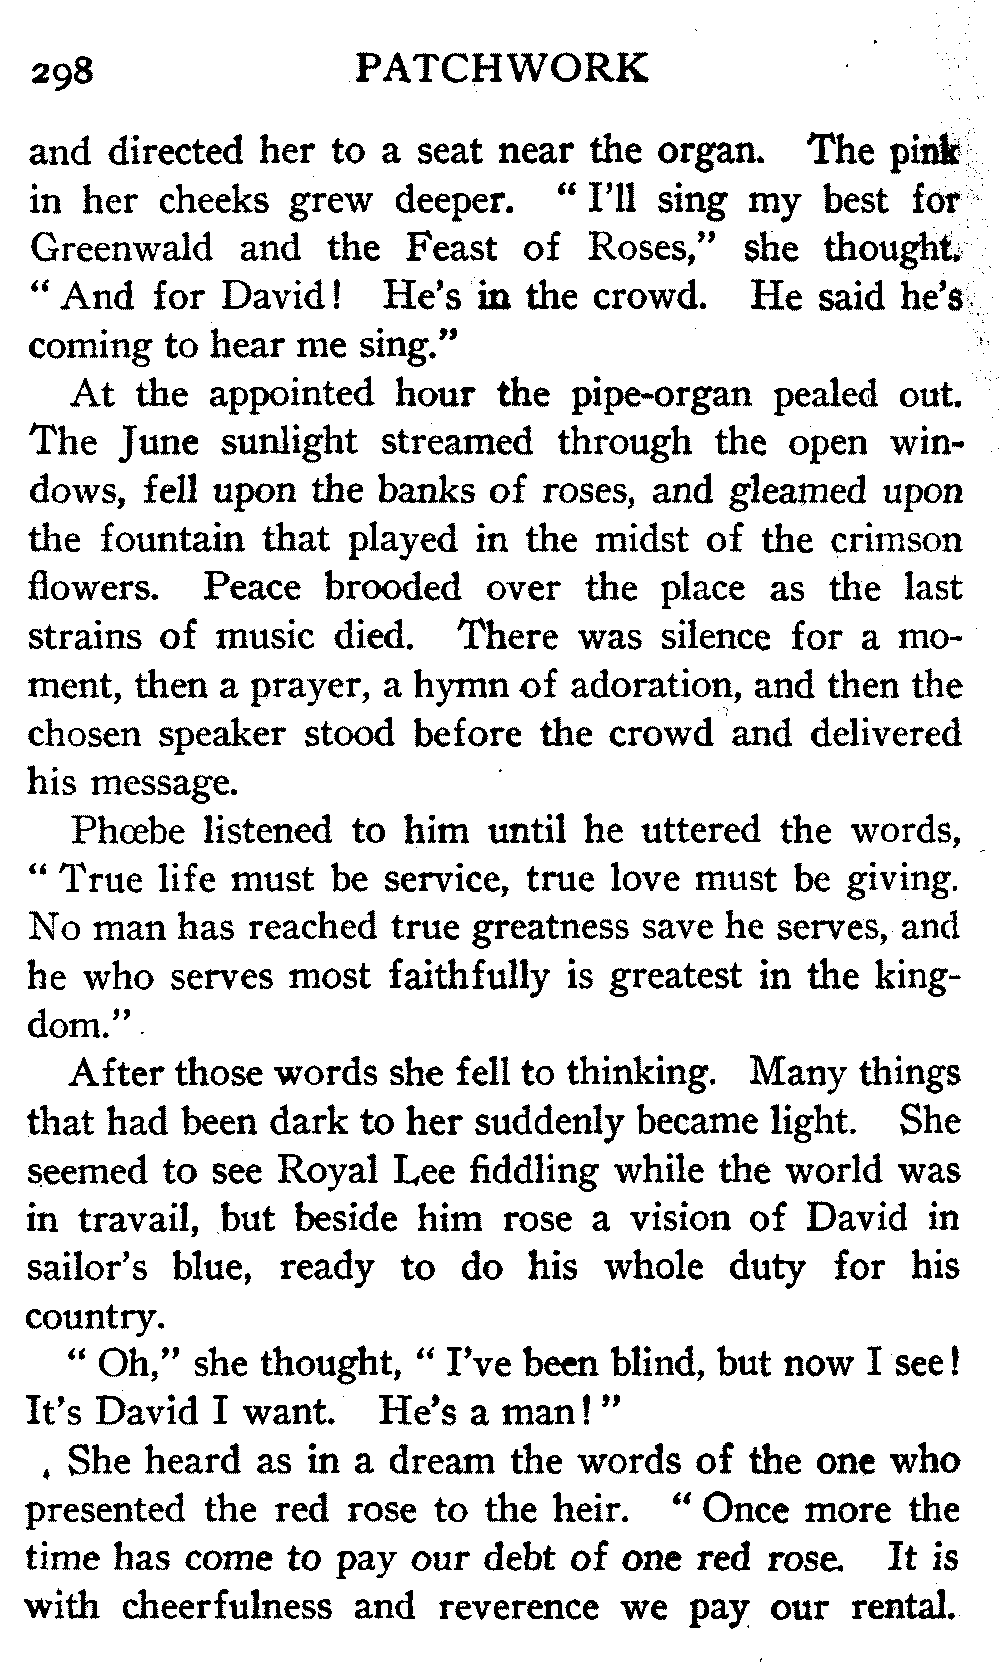 298 PATCHWORK
and directed her to a seat near the organ. The pink
in her cheeks grew deeper. “ I’ll sing my best for
Greenwald and the Feast of Roses,” she thought.
“ And for David! He’s in the crowd. He said he’s
coming to hear me sing.”
At the appointed hour the pipe-organ pealed out.
The June sunlight streamed through the open win-
dows, fell upon the banks of roses, and gleamed upon
the fountain that played in the midst of the crimson
flowers. Peace brooded over the place as the last
strains of music died. There was silence for a mo-
ment, then a prayer, a hymn of adoration, and then the
chosen speaker stood before the crowd and delivered
his message.
Phœbe listened to him until he uttered the words,
“ True life must be service, true love must be giving.
No man has reached true greatness save he serves, and
he who serves most faithfully is greatest in the king-
dom.”
After those words she fell to thinking. Many things
that had been dark to her suddenly became light. She
seemed to see Royal Lee fiddling while the world was
in travail, but beside him rose a vision of David in
sailor’s blue, ready to do his whole duty for his
country.
“ Oh,” she thought, “ I’ve been blind, but now I see!
It’s David I want. He’s a man! ”
She heard as in a dream the words of the one who
presented the red rose to the heir. “ Once more the
time has come to pay our debt of one red rose. It is
with cheerfulness and reverence we pay our rental.